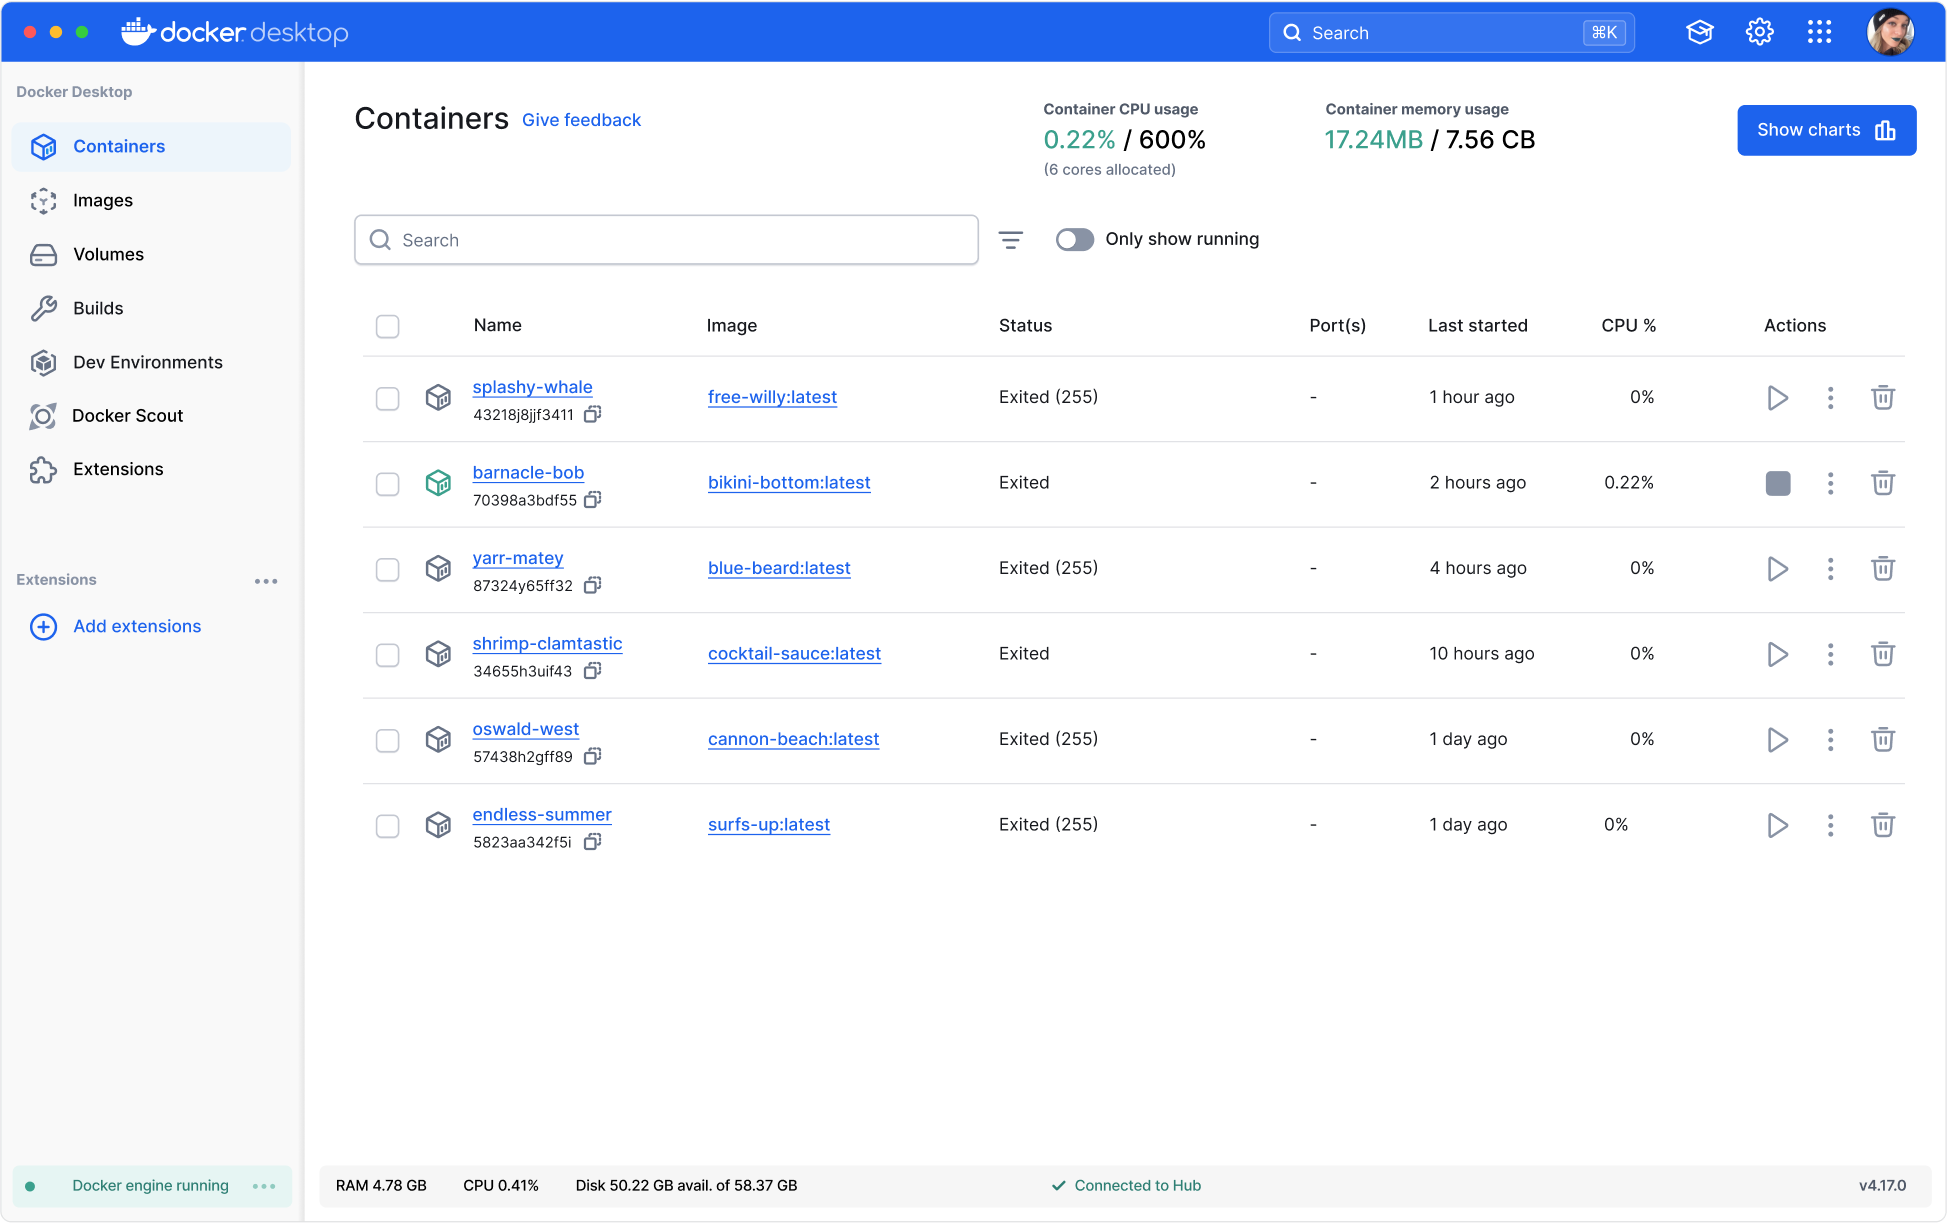 docker desktop
Search ⌘K
Docker Desktop
Containers
Images
Volumes
Builds
Dev Environments
Docker Scout
Extensions
Extensions
Add extensions
Docker engine running
Containers Give feedback
Container CPU usage
0.22% / 600%
(6 cores allocated)
Container memory usage
17.24MB / 7.56 CB
Show charts
Search
Only show running
Name Image Status Port(s) Last started CPU % Actions
splashy-whale free-willy:latest Exited (255) - 1 hour ago 0%
43218j8jjf3411
barnacle-bob bikini-bottom:latest Exited - 2 hours ago 0.22%
70398a3bdf55
yarr-matey blue-beard:latest Exited (255) - 4 hours ago 0%
87324y65ff32
shrimp-clamtastic cocktail-sauce:latest Exited - 10 hours ago 0%
34655h3uif43
oswald-west cannon-beach:latest Exited (255) - 1 day ago 0%
57438h2gff89
endless-summer surfs-up:latest Exited (255) - 1 day ago 0%
5823aa342f5i
RAM 4.78 GB CPU 0.41% Disk 50.22 GB avail. of 58.37 GB Connected to Hub v4.17.0